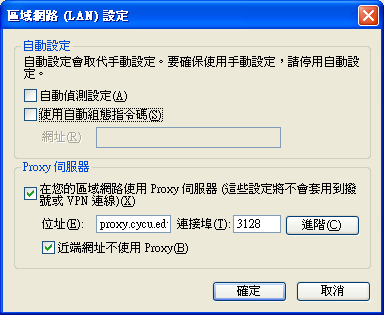 區域網路 (LAN) 設定
自動設定
自動設定會取代手動設定。要確保使用手動設定，請停用自動設
定。
自動偵測設定(A)
使用自動組態指令碼(S)
網址(R)
Proxy 伺服器
在您的區域網路使用 Proxy 伺服器 (這些設定將不會套用到撥
號或 VPN 連線)(X)
位址(E): proxy.cycu.ed 連接埠(T): 3128 進階(C)
近端網址不使用 Proxy(B)
確定 取消